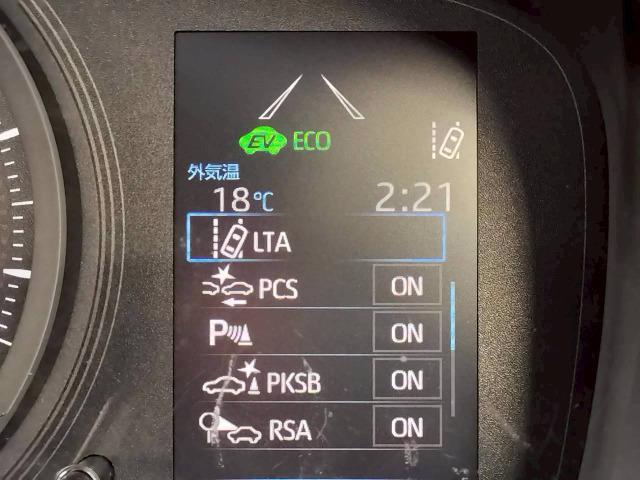 EV ECO
外気温
18℃ 2:21
LTA
PCS ON
P ON
PKSB ON
RSA ON